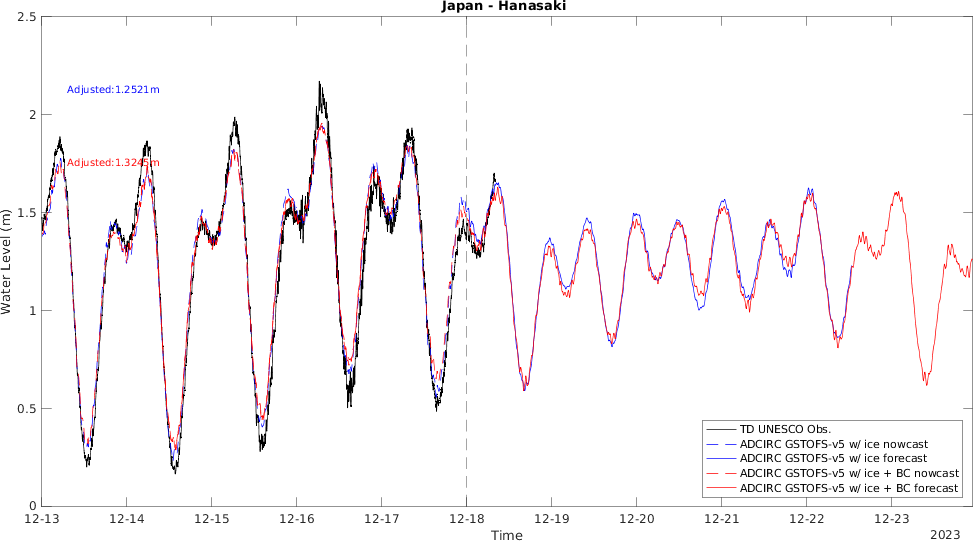 Japan - Hanasaki
2.5
2
1.5
1
0.5
0
Water Level (m)
Adjusted:1.2521m
Adjusted:1.3245m
TD UNESCO Obs.
ADCIRC GSTOFS-v5 w/ ice nowcast
ADCIRC GSTOFS-v5 w/ ice forecast
ADCIRC GSTOFS-v5 w/ ice + BC nowcast
ADCIRC GSTOFS-v5 w/ ice + BC forecast
12-13 12-14 12-15 12-16 12-17 12-18 12-19 12-20 12-21 12-22 12-23
Time
2023